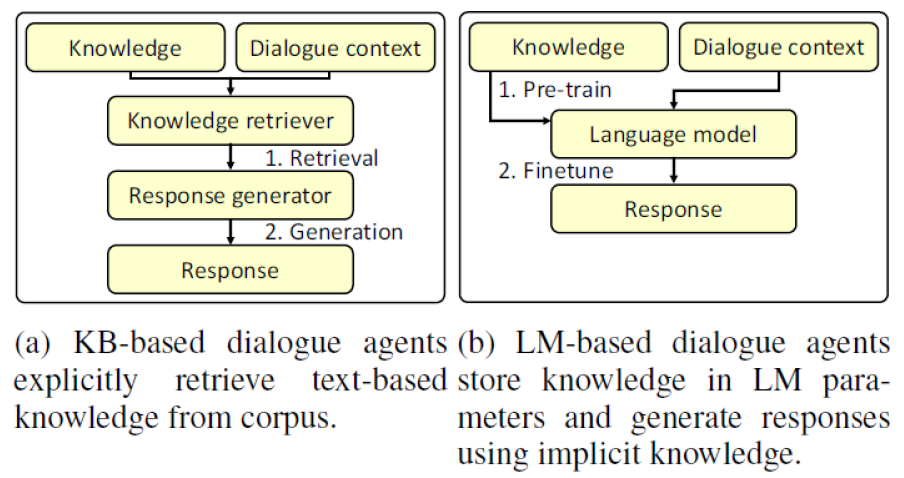 Knowledge
Dialogue context
Knowledge retriever
1. Retrieval
Response generator
2. Generation
Response
(a) KB-based dialogue agents
explicitly retrieve text-based
knowledge from corpus.
Knowledge
Dialogue context
1. Pre-train
Language model
2. Finetune
Response
(b) LM-based dialogue agents
store knowledge in LM para-
meters and generate responses
using implicit knowledge.